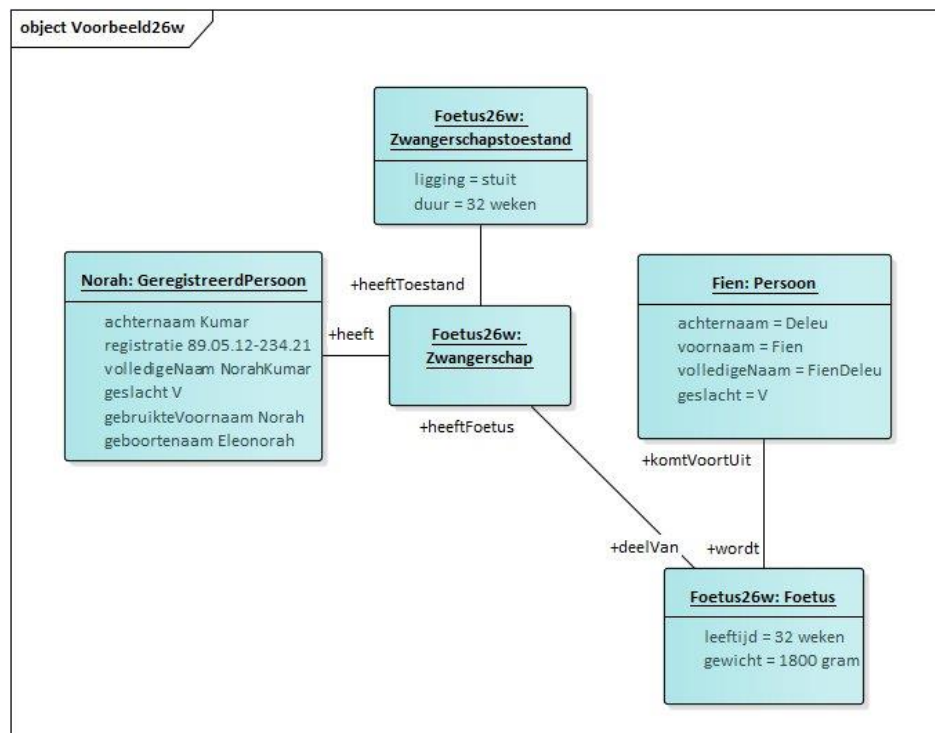 object Voorbeeld26w
Foetus26w:
Zwangerschapstoestand
ligging = stuit
duur = 32 weken
Norah: GeregistreerdPersoon
achternaam Kumar
registratie 89.05.12-234.21
volledigeNaam NorahKumar
geslacht V
gebruikteVoornaam Norah
geboortenaam Eleonorah
+heeftToestand
+heeft
Foetus26w:
Zwangerschap
+heeftFoetus
Fien: Persoon
achternaam = Deleu
voornaam = Fien
volledigeNaam = FienDeleu
geslacht = V
+komtVoortUit
+deelVan
+wordt
Foetus26w: Foetus
leeftijd = 32 weken
gewicht = 1800 gram